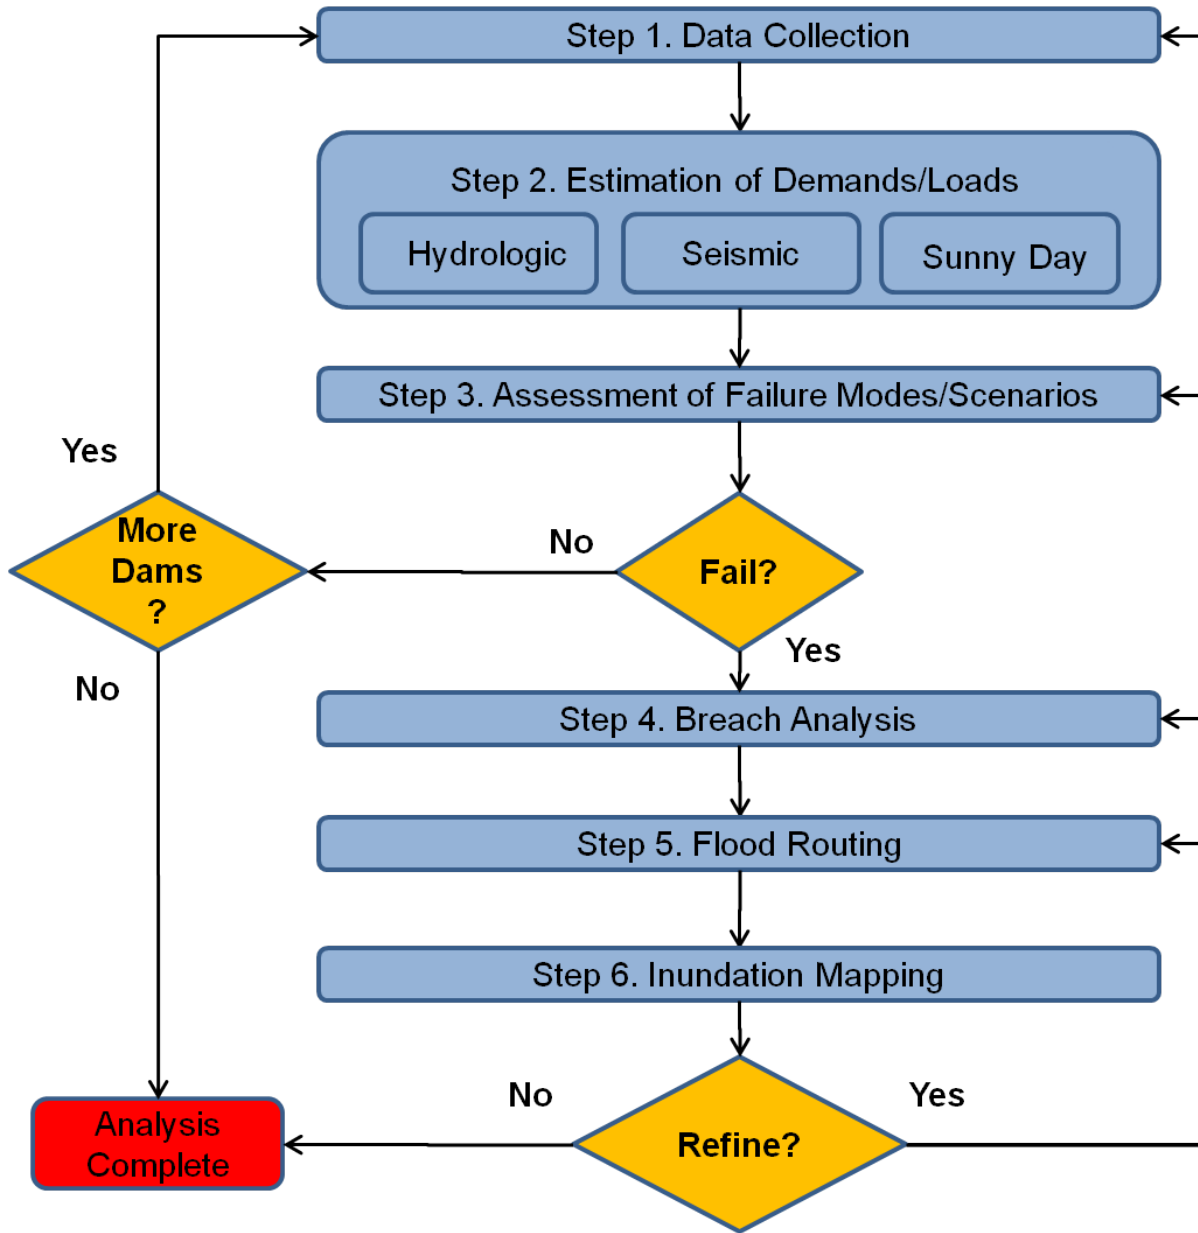 Step 1. Data Collection
Step 2. Estimation of Demands/Loads
Hydrologic
Seismic
Sunny Day
Step 3. Assessment of Failure Modes/Scenarios
Yes
More
Dams
?
No
Fail?
Yes
No
Step 4. Breach Analysis
Step 5. Flood Routing
Step 6. Inundation Mapping
No
Yes
Analysis
Complete
Refine?